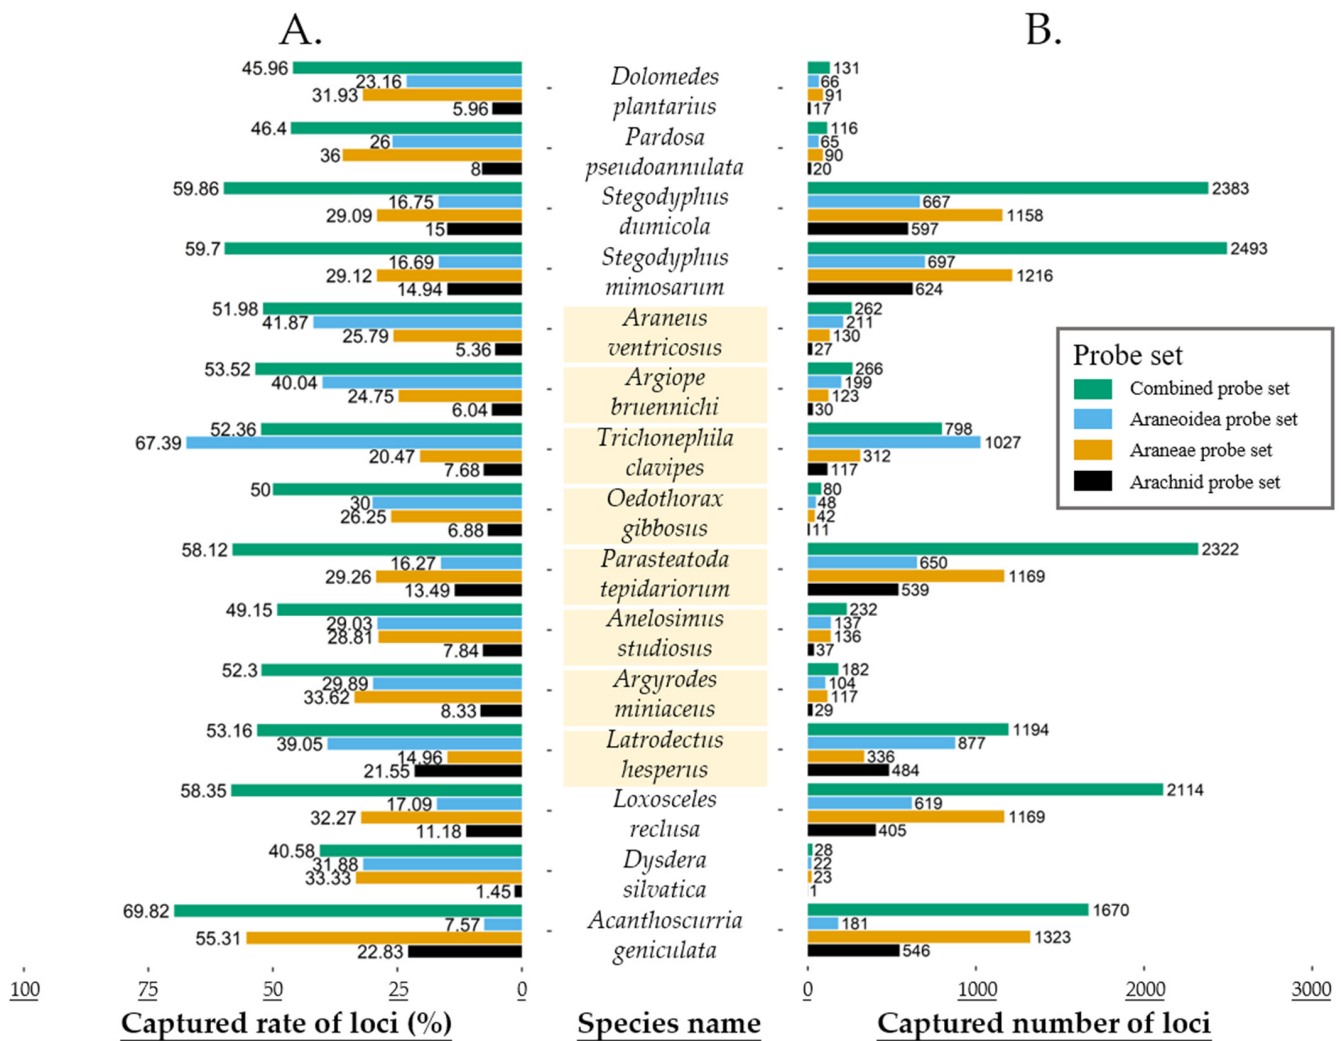 A.
B.
45.96
23.16
31.93
5.96
Dolomedes
plantarius
131
66
91
17
46.4
26
36
8
Pardosa
pseudoannulata
116
65
90
20
59.86
16.75
29.09
15
Stegodyphus
dumicola
2383
667
1158
597
59.7
16.69
29.12
14.94
Stegodyphus
mimosarum
2493
697
1216
624
51.98
41.87
25.79
5.36
Araneus
ventricosus
262
211
130
27
53.52
40.04
24.75
6.04
Argiope
bruennichi
266
199
123
30
52.36
67.39
20.47
7.68
Trichonephila
clavipes
798
1027
312
117
50
30
26.25
6.88
Oedothorax
gibbosus
80
48
42
11
58.12
16.27
29.26
13.49
Parasteatoda
tepidariorum
2322
650
1169
539
49.15
29.03
28.81
7.84
Anelosimus
studiosus
232
137
136
37
52.3
29.89
33.62
8.33
Argyrodes
miniaceus
182
104
117
29
53.16
39.05
14.96
21.55
Latrodectus
hesperus
1194
877
336
484
58.35
17.09
32.27
11.18
Loxosceles
reclusa
2114
619
1169
405
40.58
31.88
33.33
1.45
Dysdera
silvatica
28
22
23
1
69.82
7.57
55.31
22.83
Acanthoscurria
geniculata
1670
181
1323
546
Probe set
Combined probe set
Araneoidea probe set
Araneae probe set
Arachnid probe set
100 75 50 25 0
0 1000 2000 3000
Captured rate of loci (%)
Species name
Captured number of loci